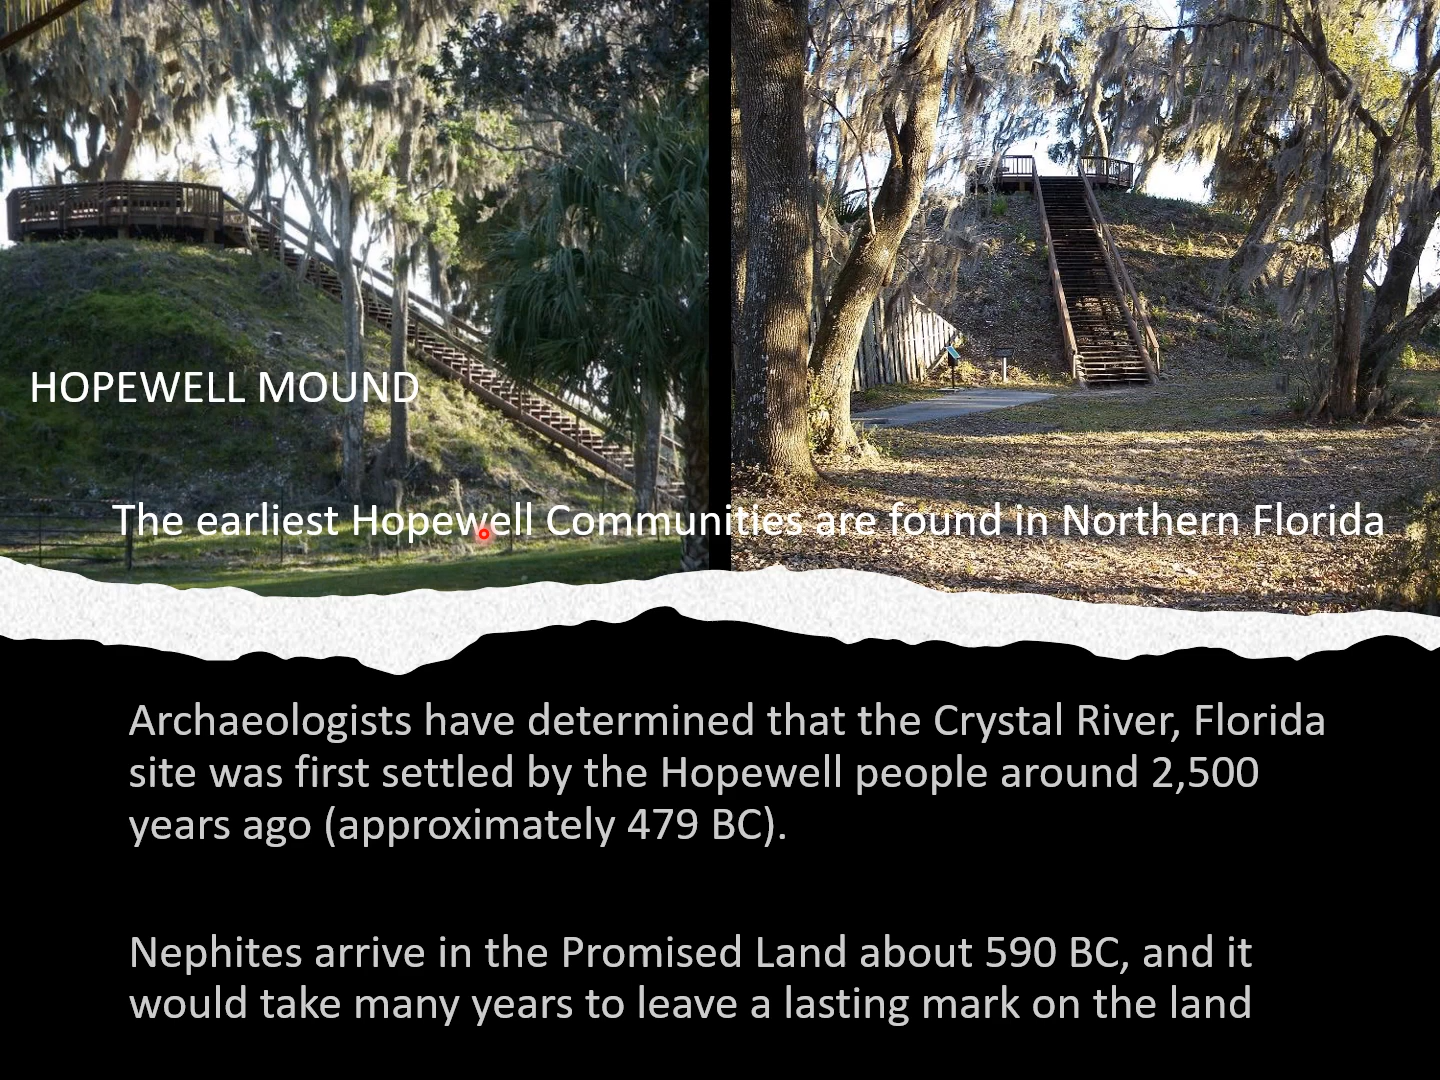 HOPEWELL MOUND
The earliest Hopewell Communities are found in Northern Florida
Archaeologists have determined that the Crystal River, Florida
site was first settled by the Hopewell people around 2,500
years ago (approximately 479 BC).
Nephites arrive in the Promised Land about 590 BC, and it
would take many years to leave a lasting mark on the land